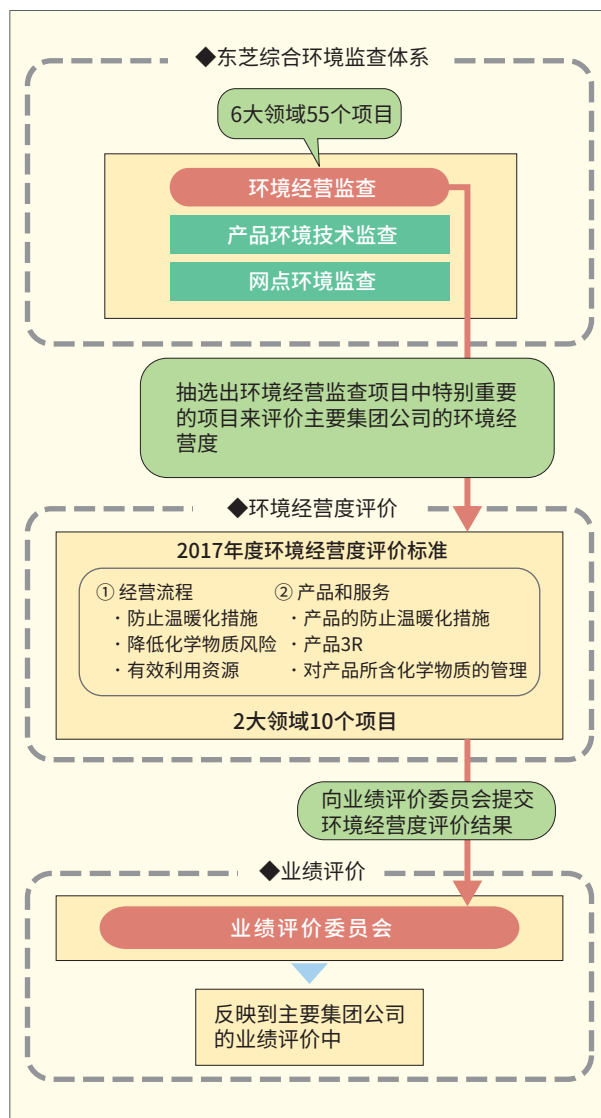 ◆东芝综合环境监查体系
6大领域55个项目
环境经营监查
产品环境技术监查
网点环境监查
抽选出环境经营监查项目中特别重要
的项目来评价主要集团公司的环境经
营度
◆环境经营度评价
2017年度环境经营度评价标准
① 经营流程
・防止温暖化措施
・降低化学物质风险
・有效利用资源
② 产品和服务
・产品的防止温暖化措施
・产品3R
・对产品所含化学物质的管理
2大领域10个项目
向业绩评价委员会提交
环境经营度评价结果
◆业绩评价
业绩评价委员会
反映到主要集团公司
的业绩评价中